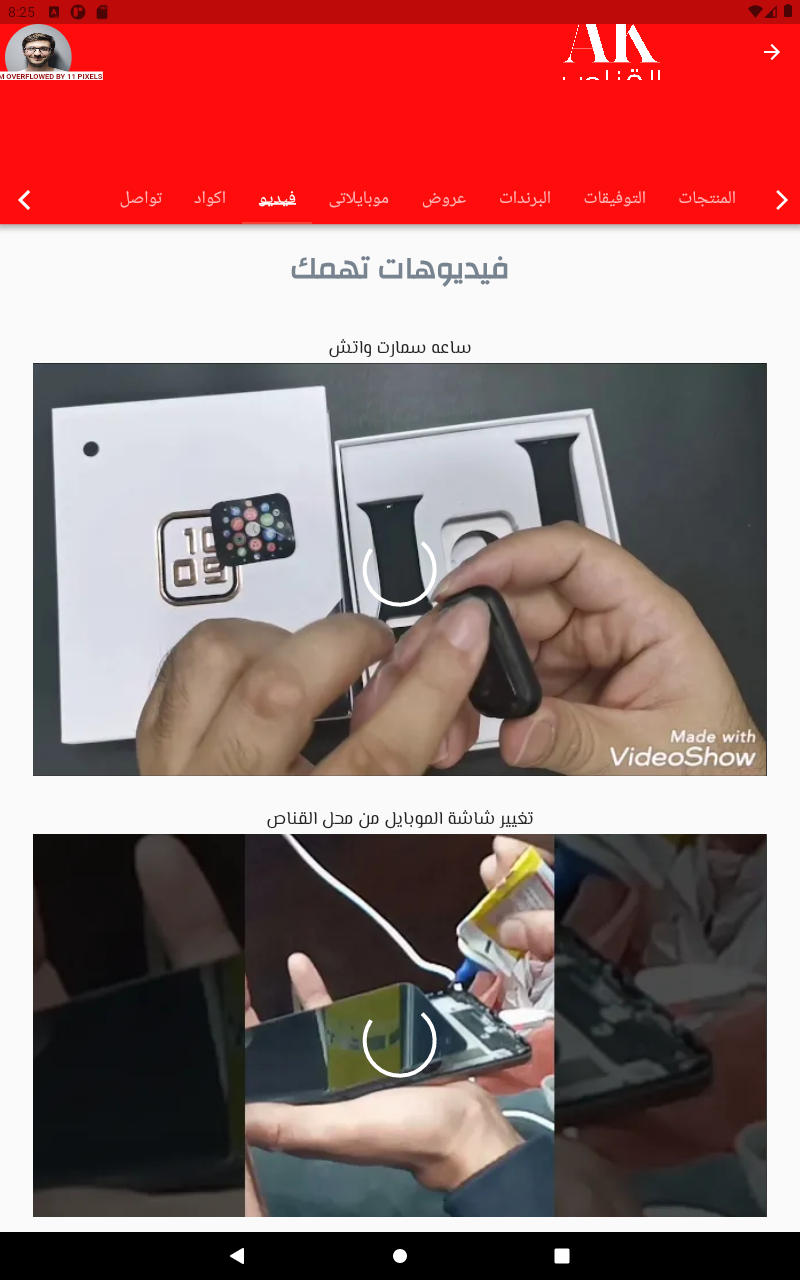 8:25
M OVERFLOWED BY 11 PIXELS
AK
المنتجات
التوفيقات
البرندات
عروض
موبايلاتى
فيديو
اكواد
تواصل
فيديوهات تهمك
ساعه سمارت واتش
10
09
Made with
VideoShow
تغيير شاشة الموبايل من محل القناص